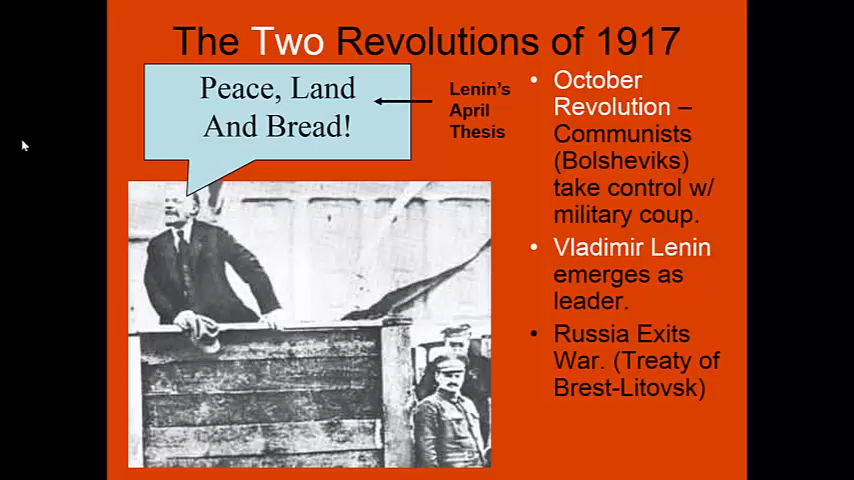 The Two Revolutions of 1917
Peace, Land
And Bread!
Lenin's
April
Thesis
• October
Revolution –
Communists
(Bolsheviks)
take control w/
military coup.
• Vladimir Lenin
emerges as
leader.
• Russia Exits
War. (Treaty of
Brest-Litovsk)